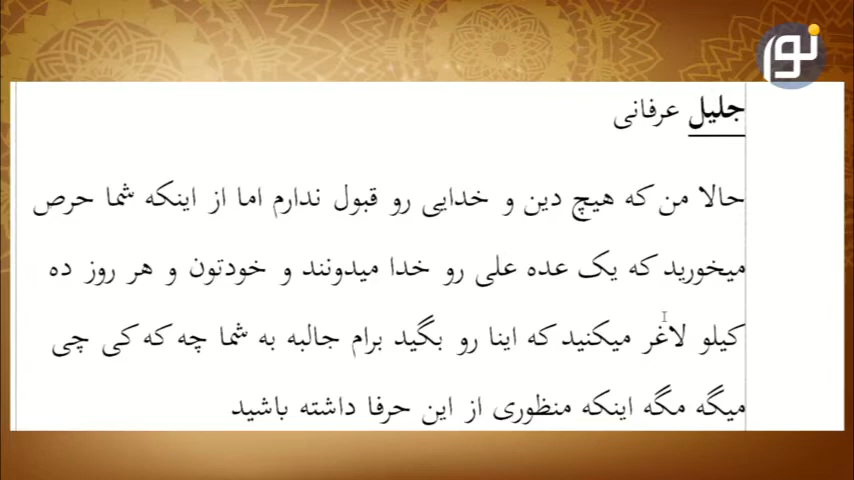 نور
جلیل عرفانی
حالا من که هیچ دین و خدایی رو قبول ندارم اما از اینکه شما حرص
میخورید که یک عده علی رو خدا میدونند و خودتون و هر روز ده
کیلو لاغر میکنید که اینا رو بگید برام جالبه به شما چه که کی چی
میگه مگه اینکه منظوری از این حرفا داشته باشید